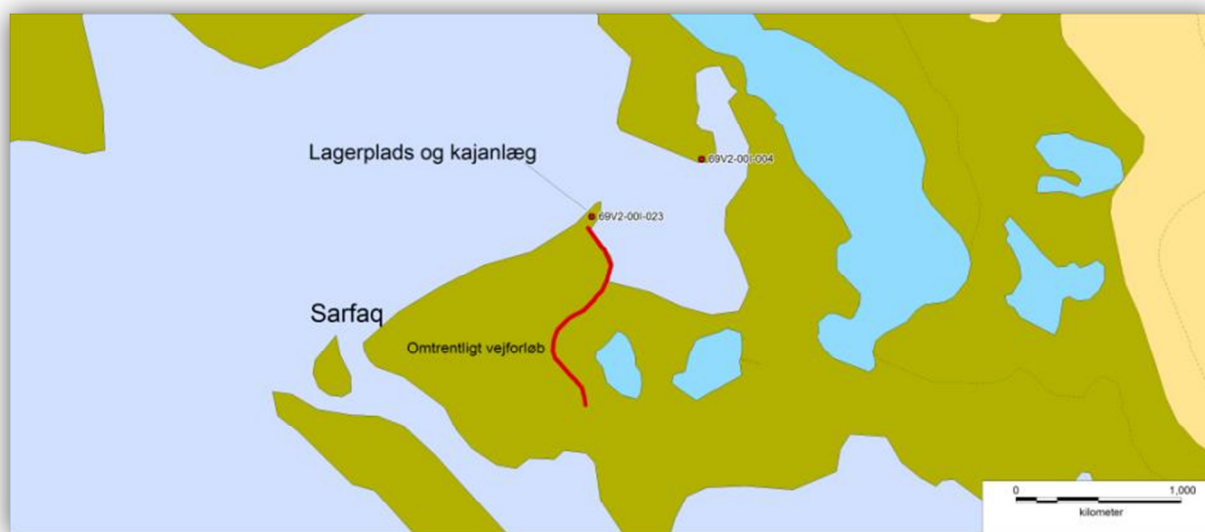 Lagerplads og kajanlæg
69V2-00I-004
69V2-00I-023
Sarfaq
Omtrentligt vejforløb
0 1,000
kilometer